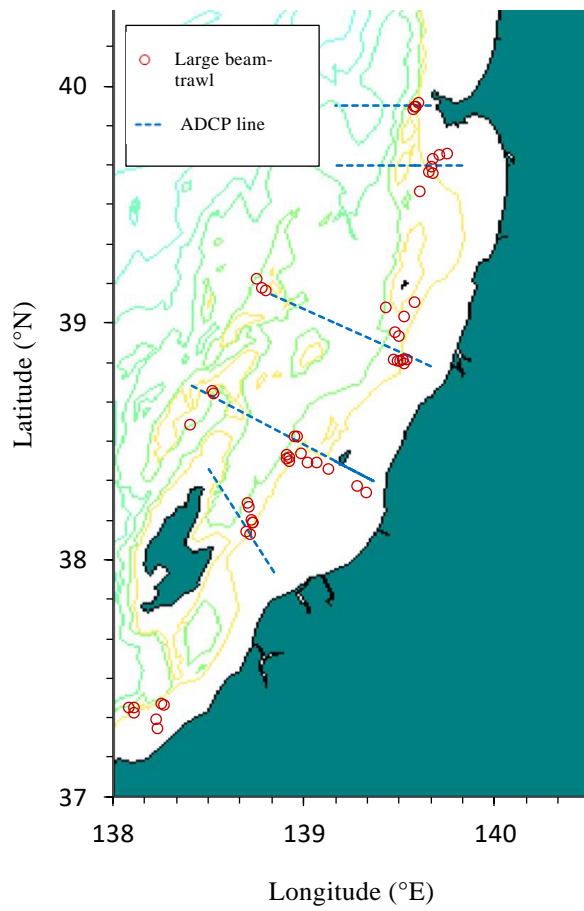 40
Large beam-
trawl
ADCP line
39
Latitude (°N)
38
37
138
139
140
Longitude (°E)